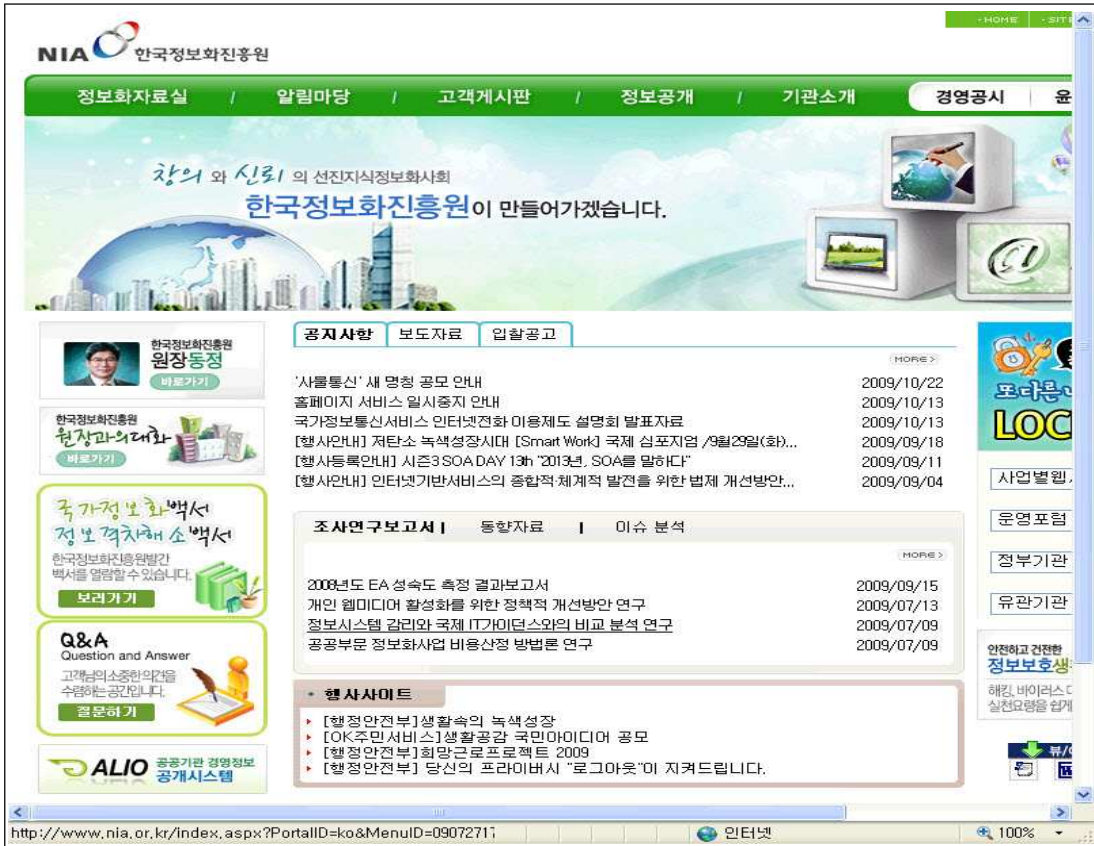 HOME SITE
NIA 한국정보화진흥원
정보화자료실 / 알림마당 / 고객게시판 / 정보공개 / 기관소개 경영공시 윤
창의 와 신뢰 의 선진지식정보화사회
한국정보화진흥원이 만들어가겠습니다.
한국정보화진흥원
원장동정
바로가기
한국정보화진흥원
원장과의대화
바로가기
국가정보화백서
정보격차해소백서
한국정보화진흥원발간
백서를 열람할 수 있습니다.
보러가기
Q&A
Question and Answer
고객님의 소중한 의견을
수렴하는 공간입니다.
질문하기
ALIO 공공기관 경영정보
공개시스템
공지사항 보도자료 입찰공고
MORE >
'사물통신' 새 명칭 공모 안내 2009/10/22
홈페이지 서비스 일시중지 안내 2009/10/13
국가정보통신서비스 인터넷전화 이용제도 설명회 발표자료 2009/10/13
[행사안내] 저탄소 녹색성장시대 [Smart Work] 국제 심포지엄 /9월29일(화)... 2009/09/18
[행사등록안내] 시즌3 SOA DAY 13th "2013년, SOA를 말하다" 2009/09/11
[행사안내] 인터넷기반서비스의 종합적·체계적 발전을 위한 법제 개선방안... 2009/09/04
조사연구보고서 | 동향자료 | 이슈 분석
MORE >
2008년도 EA 성숙도 측정 결과보고서 2009/09/15
개인 웹미디어 활성화를 위한 정책적 개선방안 연구 2009/07/13
정보시스템 감리와 국제 IT가이던스와의 비교 분석 연구 2009/07/09
공공부문 정보화사업 비용산정 방법론 연구 2009/07/09
행사사이트
[행정안전부]생활속의 녹색성장
[OK주민서비스]생활공감 국민아이디어 공모
[행정안전부]희망근로프로젝트 2009
[행정안전부] 당신의 프라이버시 "로그아웃"이 지켜드립니다.
또다른
LOC
사업별웹
운영포럼
정부기관
유관기관
안전하고 건전한
정보보호생
해킹, 바이러스
실천요령을 쉽게
뷰/
http://www.nia.or.kr/index.aspx?PortalID=ko&MenuID=09072717
인터넷
100%